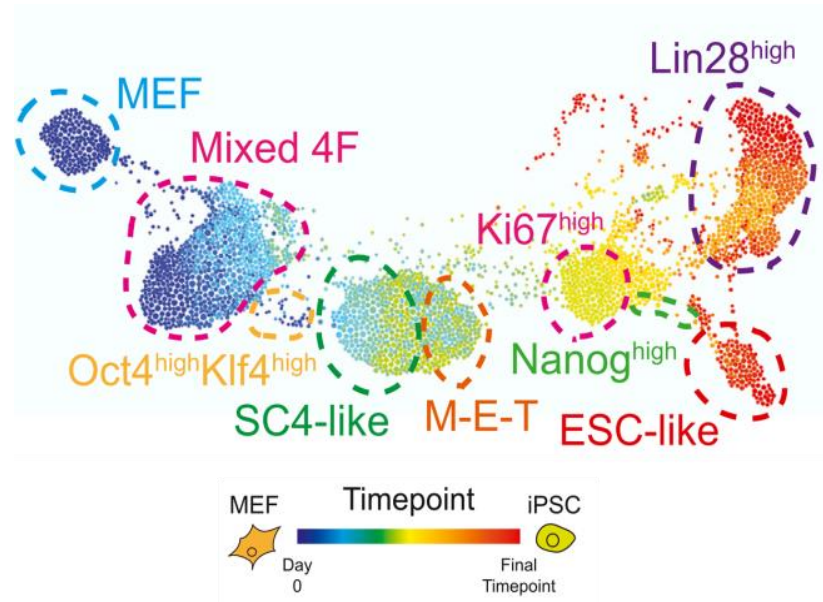 Lin28high
MEF
Mixed 4F
Ki67high
Oct4highKlf4high
Nanoghigh
SC4-like
M-E-T
ESC-like
MEF
Timepoint
iPSC
Day
0
Final
Timepoint